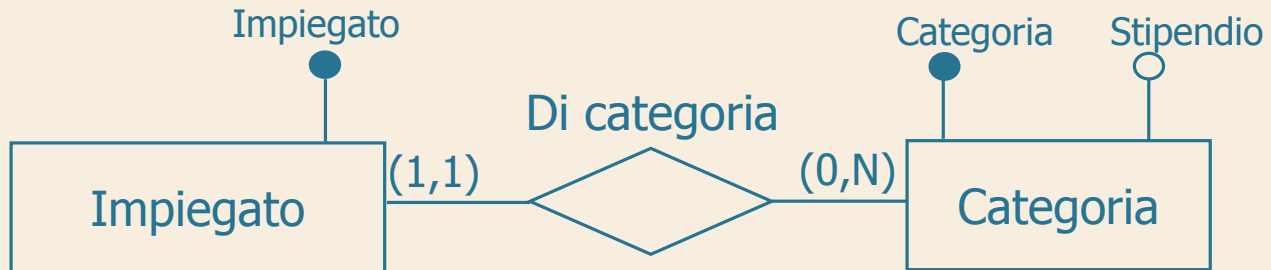 Impiegato
Categoria Stipendio
Di categoria
(1,1) (0,N)
Impiegato Categoria